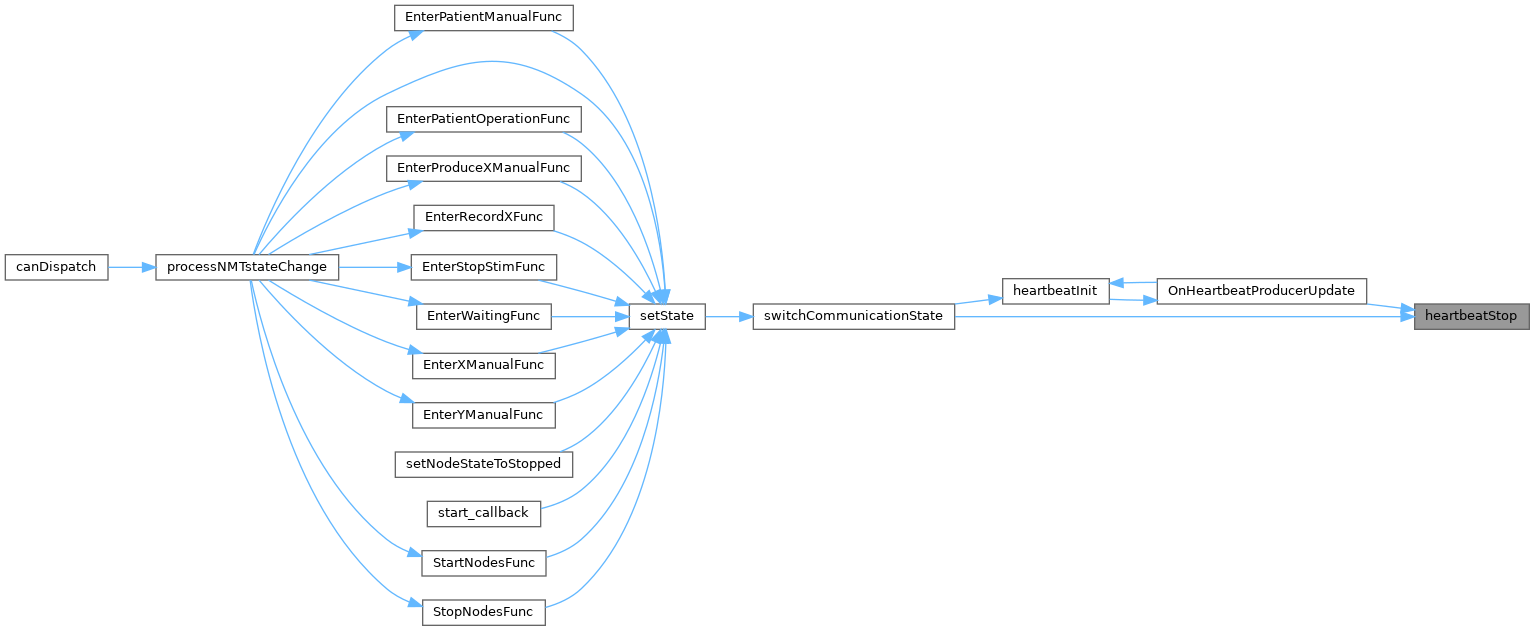 EnterPatientManualFunc
EnterPatientOperationFunc
EnterProduceXManualFunc
EnterRecordXFunc
canDispatch
processNMTstateChange
EnterStopStimFunc
EnterWaitingFunc
EnterXManualFunc
EnterYManualFunc
setNodeStateToStopped
start_callback
StartNodesFunc
StopNodesFunc
setState
switchCommunicationState
heartbeatInit
OnHeartbeatProducerUpdate
heartbeatStop